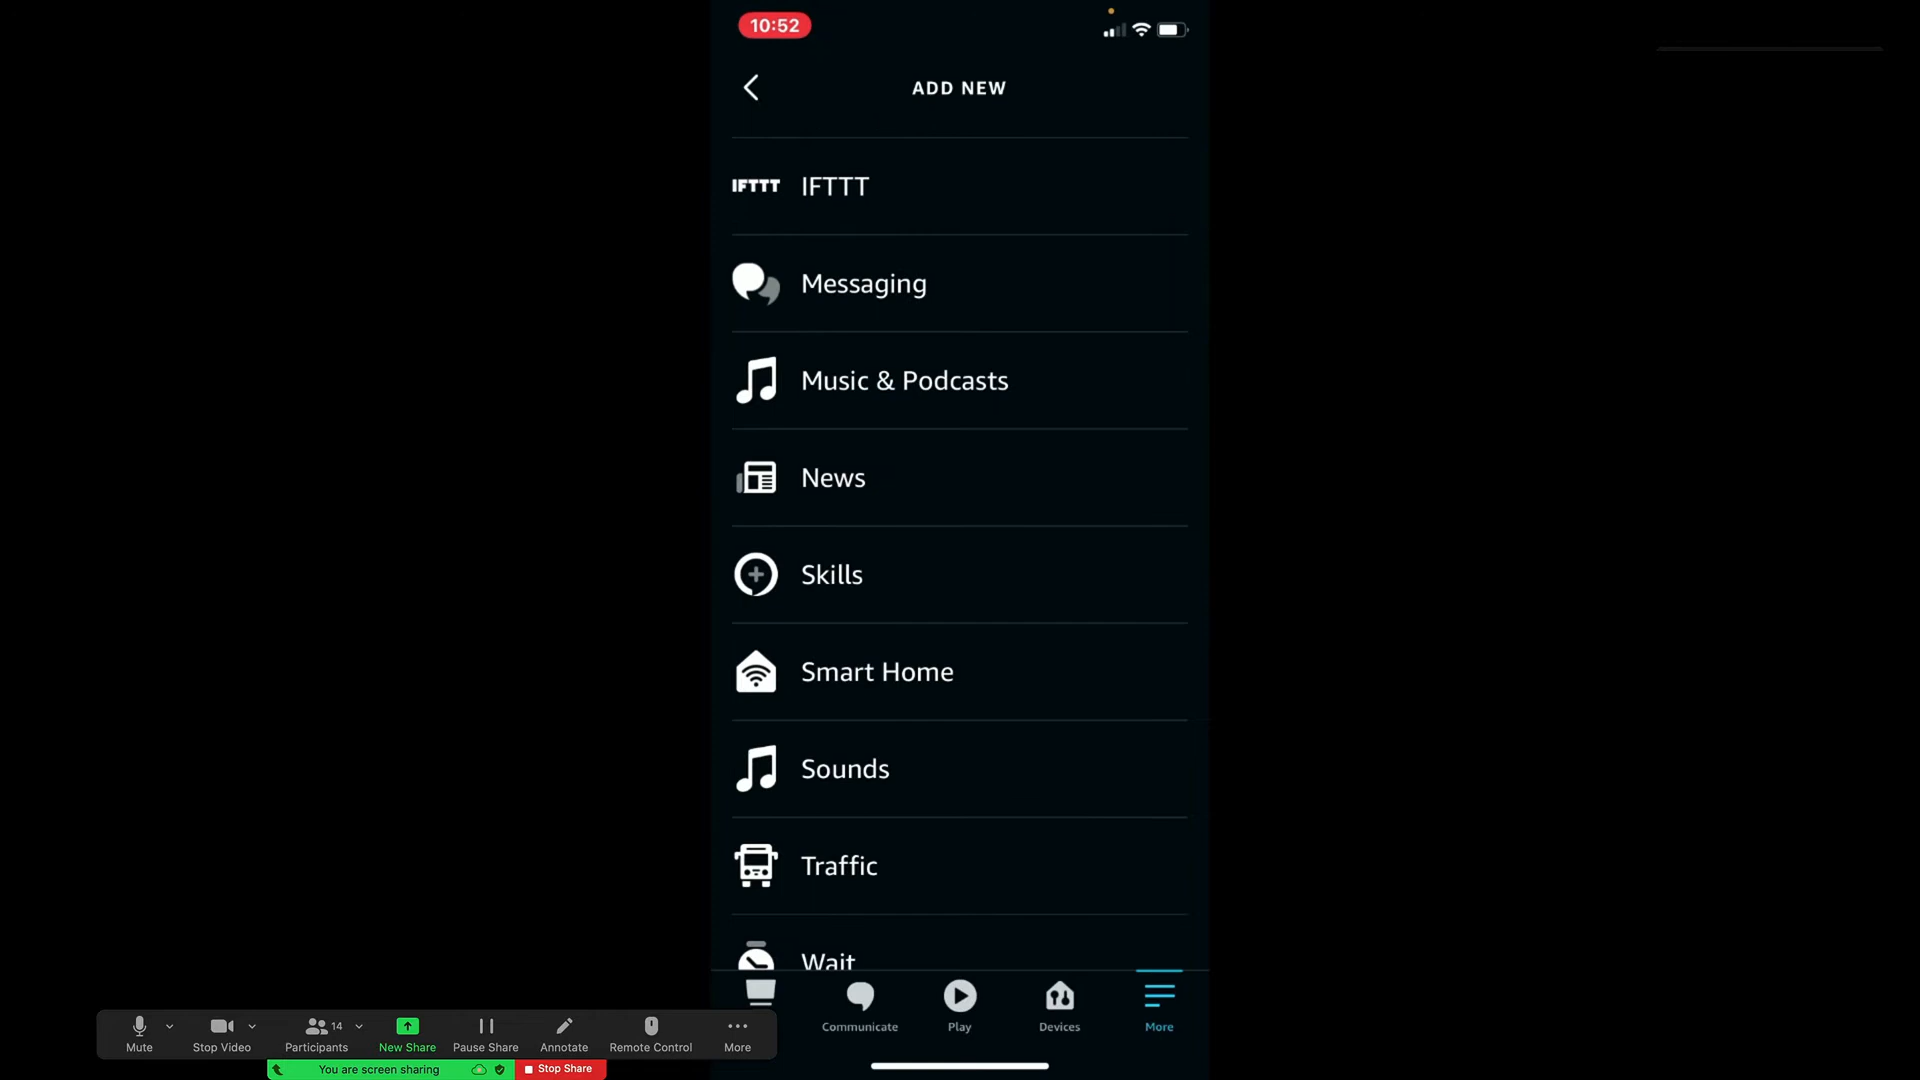 10:52
ADD NEW
IFTTT IFTTT
Messaging
Music & Podcasts
News
Skills
Smart Home
Sounds
Traffic
Wait
Communicate Play Devices More
14
Mute Stop Video Participants New Share Pause Share Annotate Remote Control More
You are screen sharing Stop Share